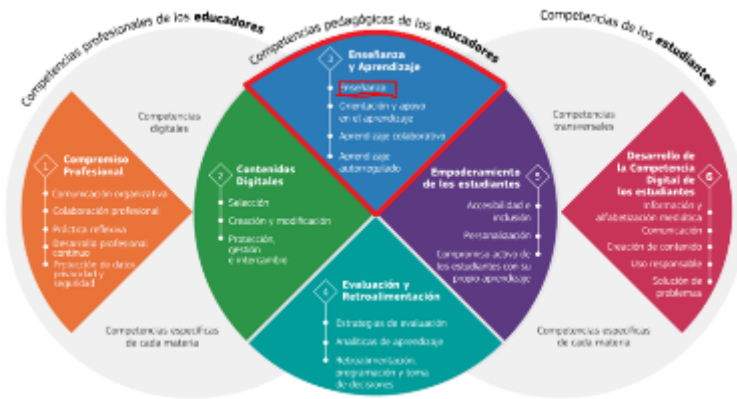 Competencias profesionales de los educadores
Competencias pedagógicas de los educadores
Competencias de los estudiantes
Competencias
digitales
Competencias
transversales
1
Compromiso
Profesional
Comunicación organizativa
Colaboración profesional
Práctica reflexiva
Desarrollo profesional
continuo
Protección de datos,
privacidad y
seguridad
2
Contenidos
Digitales
Selección
Creación y modificación
Protección,
gestión
e intercambio
3
Enseñanza
y Aprendizaje
Enseñanza
Orientación y apoyo
en el aprendizaje
Aprendizaje colaborativo
Aprendizaje
autorregulado
4
Evaluación y
Retroalimentación
Estrategias de evaluación
Analíticas de aprendizaje
Retroalimentación,
programación y toma
de decisiones
5
Empoderamiento
de los estudiantes
Accesibilidad e
inclusión
Personalización
Compromiso activo de
los estudiantes con su
propio aprendizaje
6
Desarrollo de
la Competencia
Digital de
los estudiantes
Información y
alfabetización mediática
Comunicación
Creación de contenido
Uso responsable
Solución de
problemas
Competencias específicas
de cada materia
Competencias específicas
de cada materia